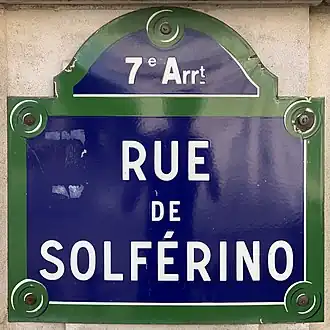 7e Arrt
RUE
DE
SOLFÉRINO